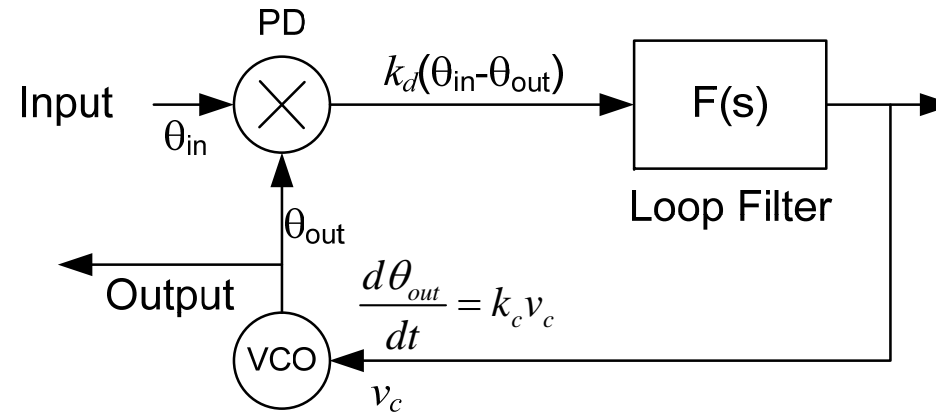 PD
Input
θin
kd(θin-θout)
F(s)
Loop Filter
θout
Output
dθout/dt = kcvc
VCO
vc